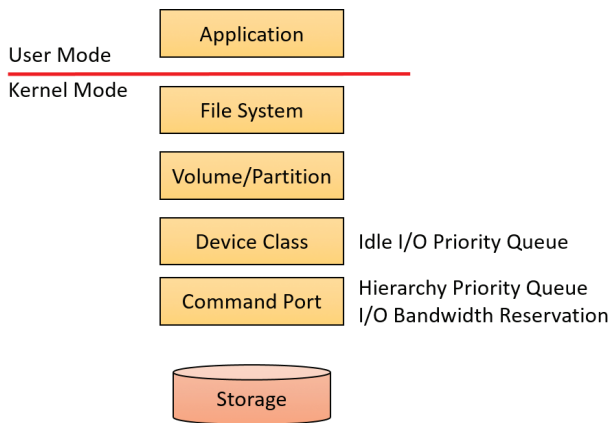 Application
User Mode
Kernel Mode
File System
Volume/Partition
Device Class
Idle I/O Priority Queue
Command Port
Hierarchy Priority Queue
I/O Bandwidth Reservation
Storage